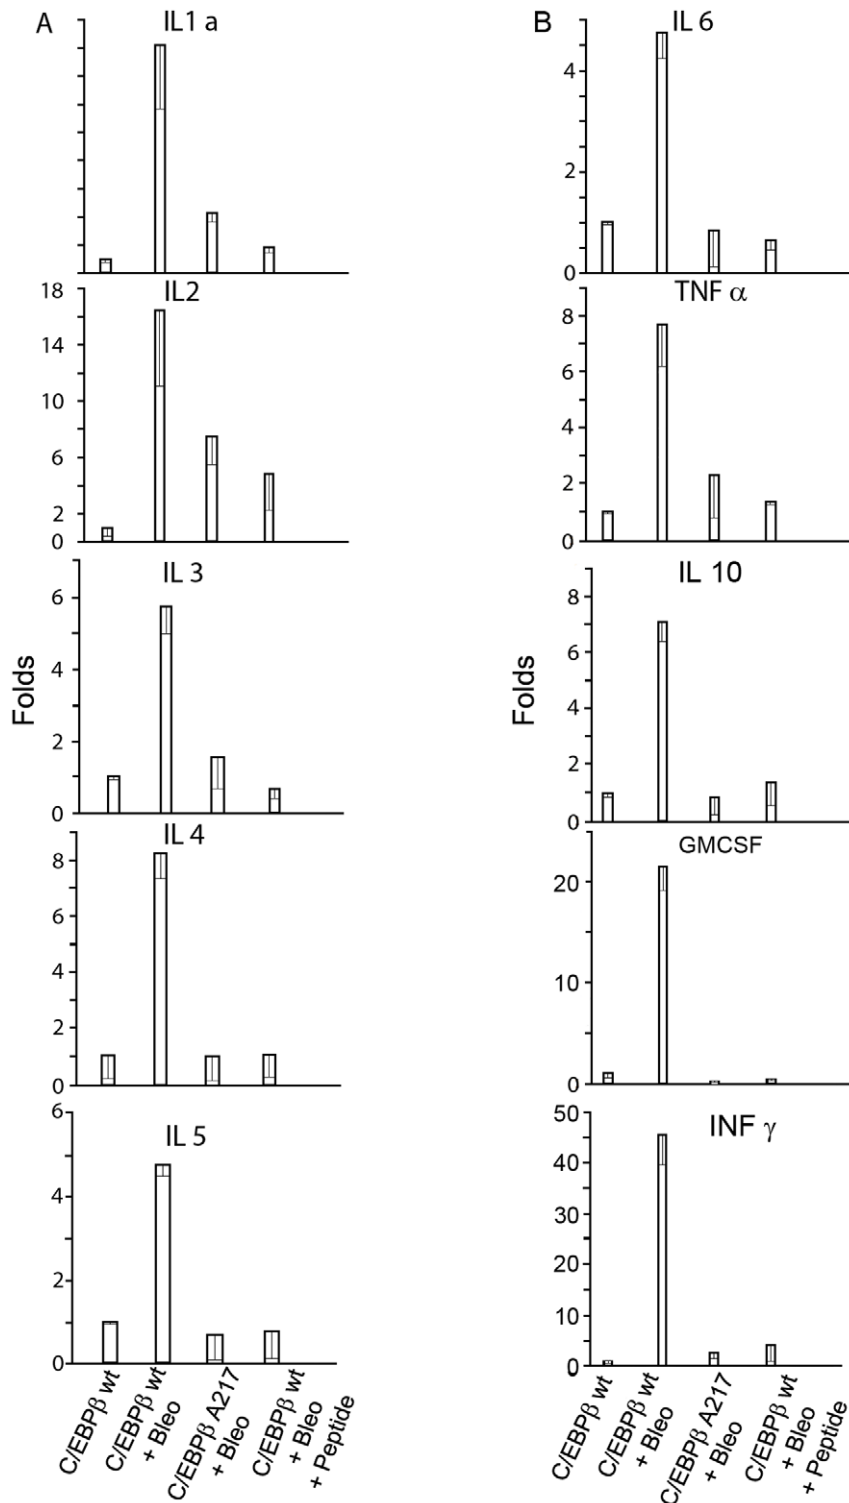 A
IL1 a
IL2
18
14
10
6
2
0
IL 3
6
4
2
0
Folds
IL 4
8
6
4
2
0
IL 5
6
4
2
0
C/EBPβ wt
C/EBPβ wt
+ Bleo
C/EBPβ A217
+ Bleo
C/EBPβ wt
+ Bleo
+ Peptide
B
IL 6
4
2
0
TNF α
8
6
4
2
0
IL 10
8
6
4
2
0
Folds
GMCSF
20
10
0
INF γ
50
40
30
20
10
0
C/EBPβ wt
C/EBPβ wt
+ Bleo
C/EBPβ A217
+ Bleo
C/EBPβ wt
+ Bleo
+ Peptide